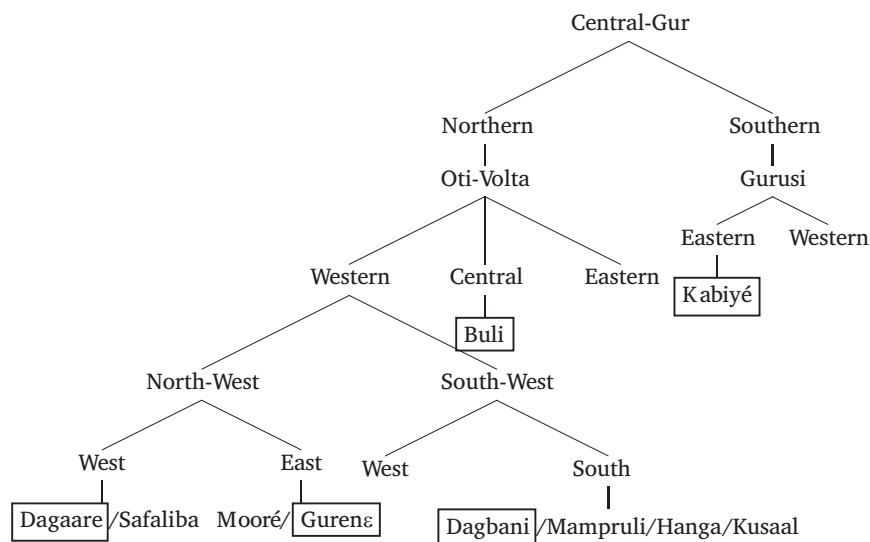 Central-Gur
Northern Southern
Oti-Volta Gurusi
Eastern Western
Western Central Eastern
Kabiyé
Buli
North-West South-West
West East West South
Dagaare/Safaliba Mooré/Gurenɛ Dagbani/Mampruli/Hanga/Kusaal